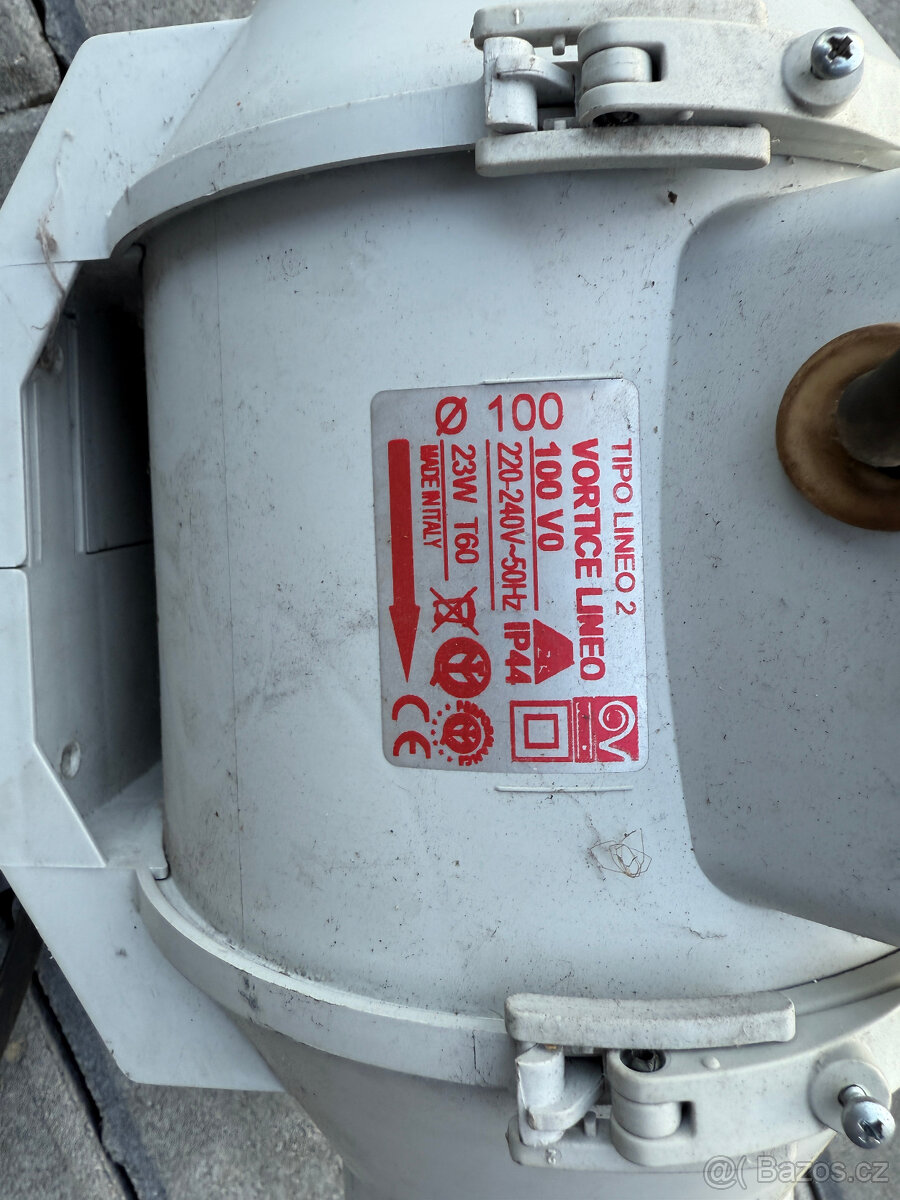 TIPO LINEO 2
VORTICE LINEO
100 V0
220-240V~50Hz IP44
Ø 100
23W T60
MADE IN ITALY
CE
@( Bazos.cz